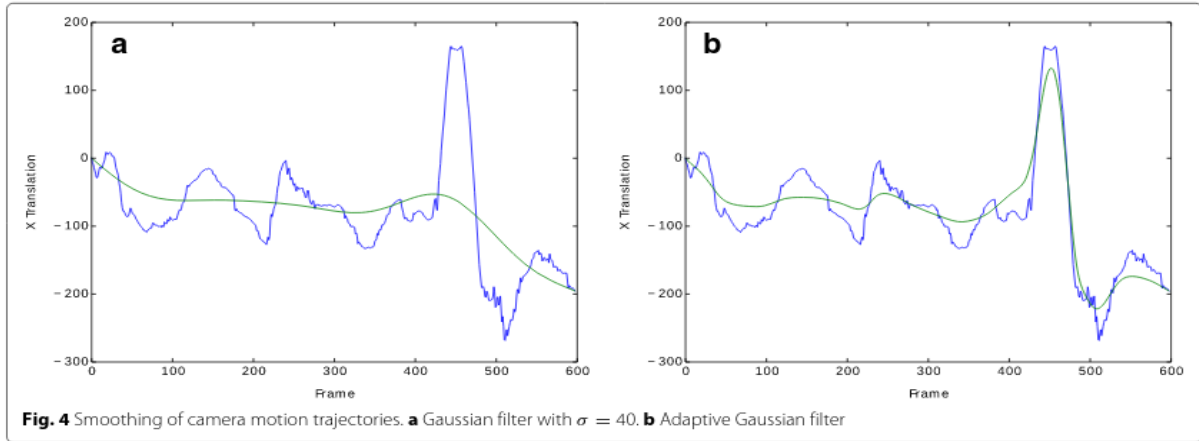 a
200
100
0
−100
−200
−300
X Translation
0 100 200 300 400 500 600
Frame
b
200
100
0
−100
−200
−300
X Translation
0 100 200 300 400 500 600
Frame
Fig. 4 Smoothing of camera motion trajectories. a Gaussian filter with σ = 40. b Adaptive Gaussian filter